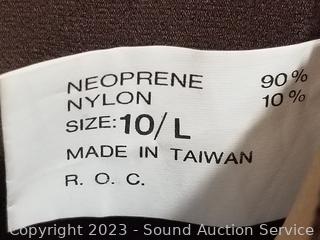 NEOPRENE 90%
NYLON 10%
SIZE: 10/L
MADE IN TAIWAN
R. O. C.
Copyright 2023 - Sound Auction Service